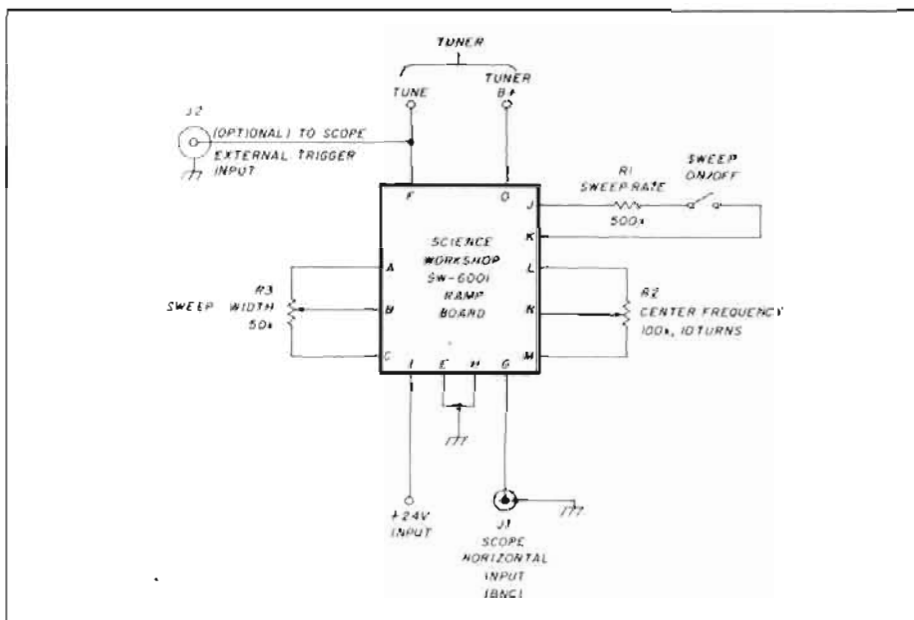 TUNER
TUNE
TUNER
B+
J2
(OPTIONAL) TO SCOPE
EXTERNAL TRIGGER
INPUT
F
D
J
R1
SWEEP RATE
500k
SWEEP
ON/OFF
K
SCIENCE
WORKSHOP
SW-6001
RAMP
BOARD
A
B
C
R3
SWEEP WIDTH
50k
L
N
M
R2
CENTER FREQUENCY
100k, 10 TURNS
I
E
H
G
+24V
INPUT
J1
SCOPE
HORIZONTAL
INPUT
(BNC)